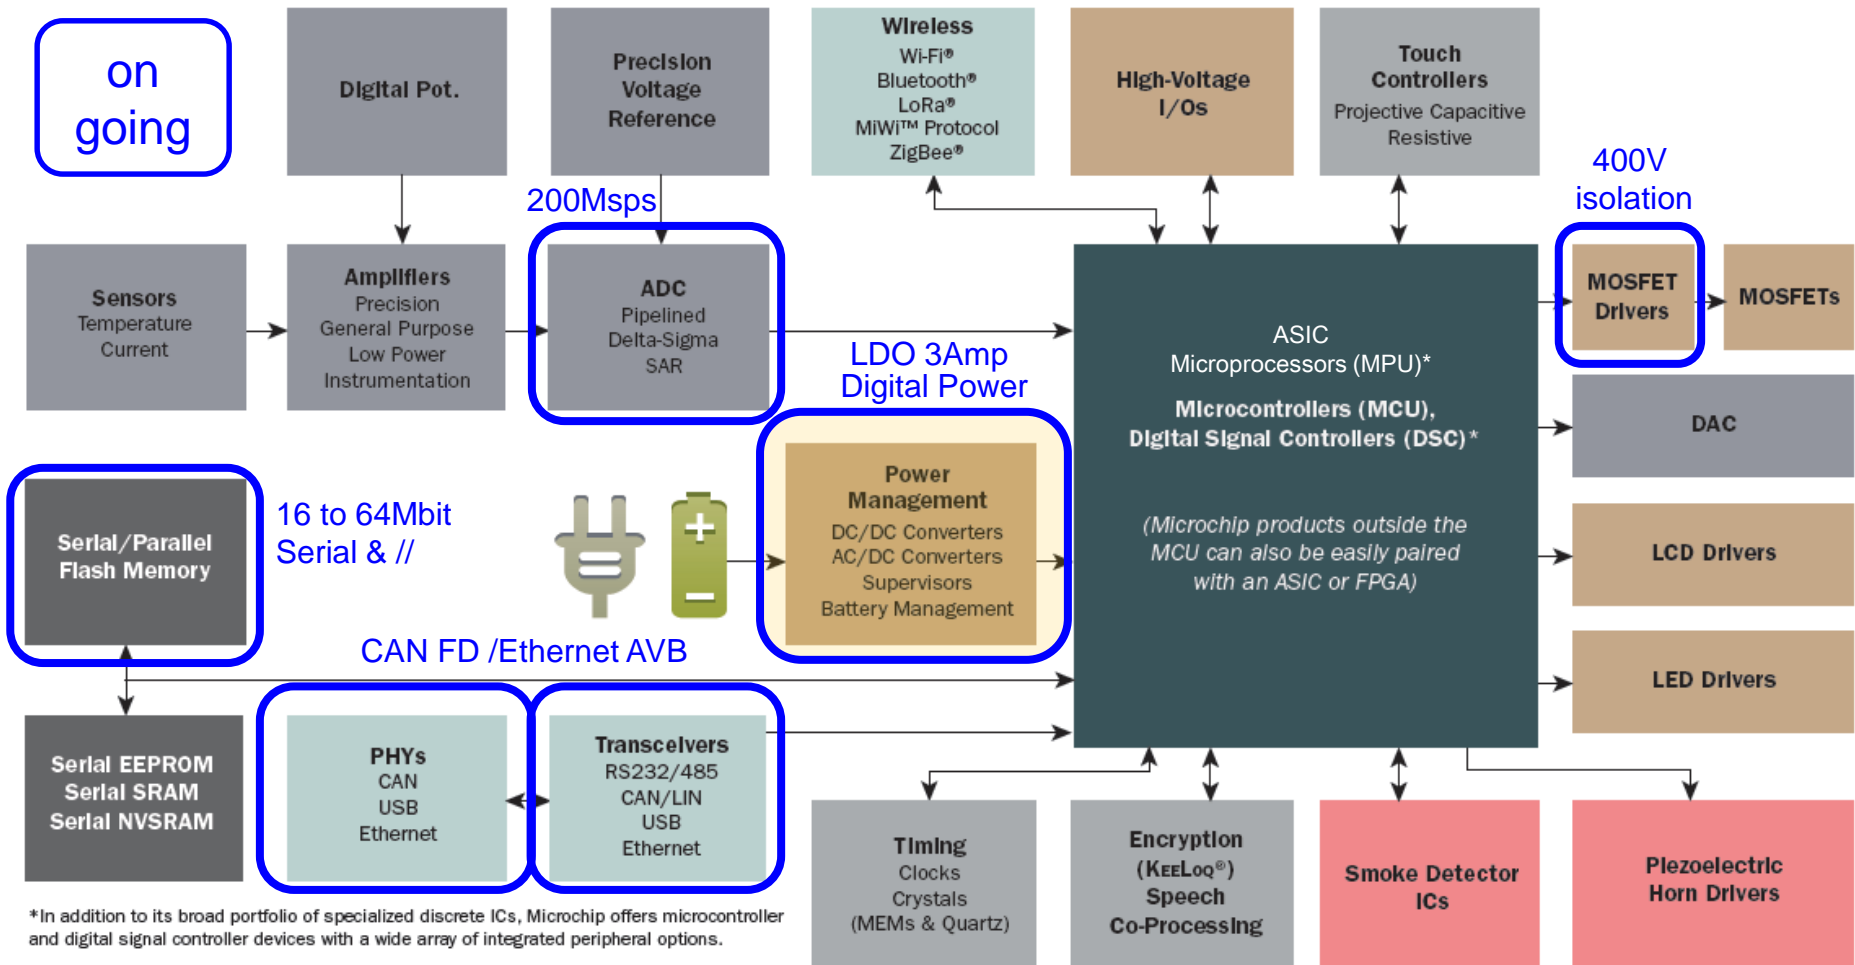 on
going
Digital Pot.
Precision
Voltage
Reference
Wireless
Wi-Fi®
Bluetooth®
LoRa®
MiWi™ Protocol
ZigBee®
High-Voltage
I/Os
Touch
Controllers
Projective Capacitive
Resistive
400V
isolation
200Msps
Sensors
Temperature
Current
Amplifiers
Precision
General Purpose
Low Power
Instrumentation
ADC
Pipelined
Delta-Sigma
SAR
LDO 3Amp
Digital Power
ASIC
Microprocessors (MPU)*
Microcontrollers (MCU),
Digital Signal Controllers (DSC)*
(Microchip products outside the
MCU can also be easily paired
with an ASIC or FPGA)
MOSFET
Drivers
MOSFETs
DAC
LCD Drivers
LED Drivers
Serial/Parallel
Flash Memory
16 to 64Mbit
Serial & //
Power
Management
DC/DC Converters
AC/DC Converters
Supervisors
Battery Management
CAN FD /Ethernet AVB
Serial EEPROM
Serial SRAM
Serial NVSRAM
PHYs
CAN
USB
Ethernet
Transceivers
RS232/485
CAN/LIN
USB
Ethernet
Timing
Clocks
Crystals
(MEMs & Quartz)
Encryption
(KEELOQ®)
Speech
Co-Processing
Smoke Detector
ICs
Piezoelectric
Horn Drivers
*In addition to its broad portfolio of specialized discrete ICs, Microchip offers microcontroller
and digital signal controller devices with a wide array of integrated peripheral options.